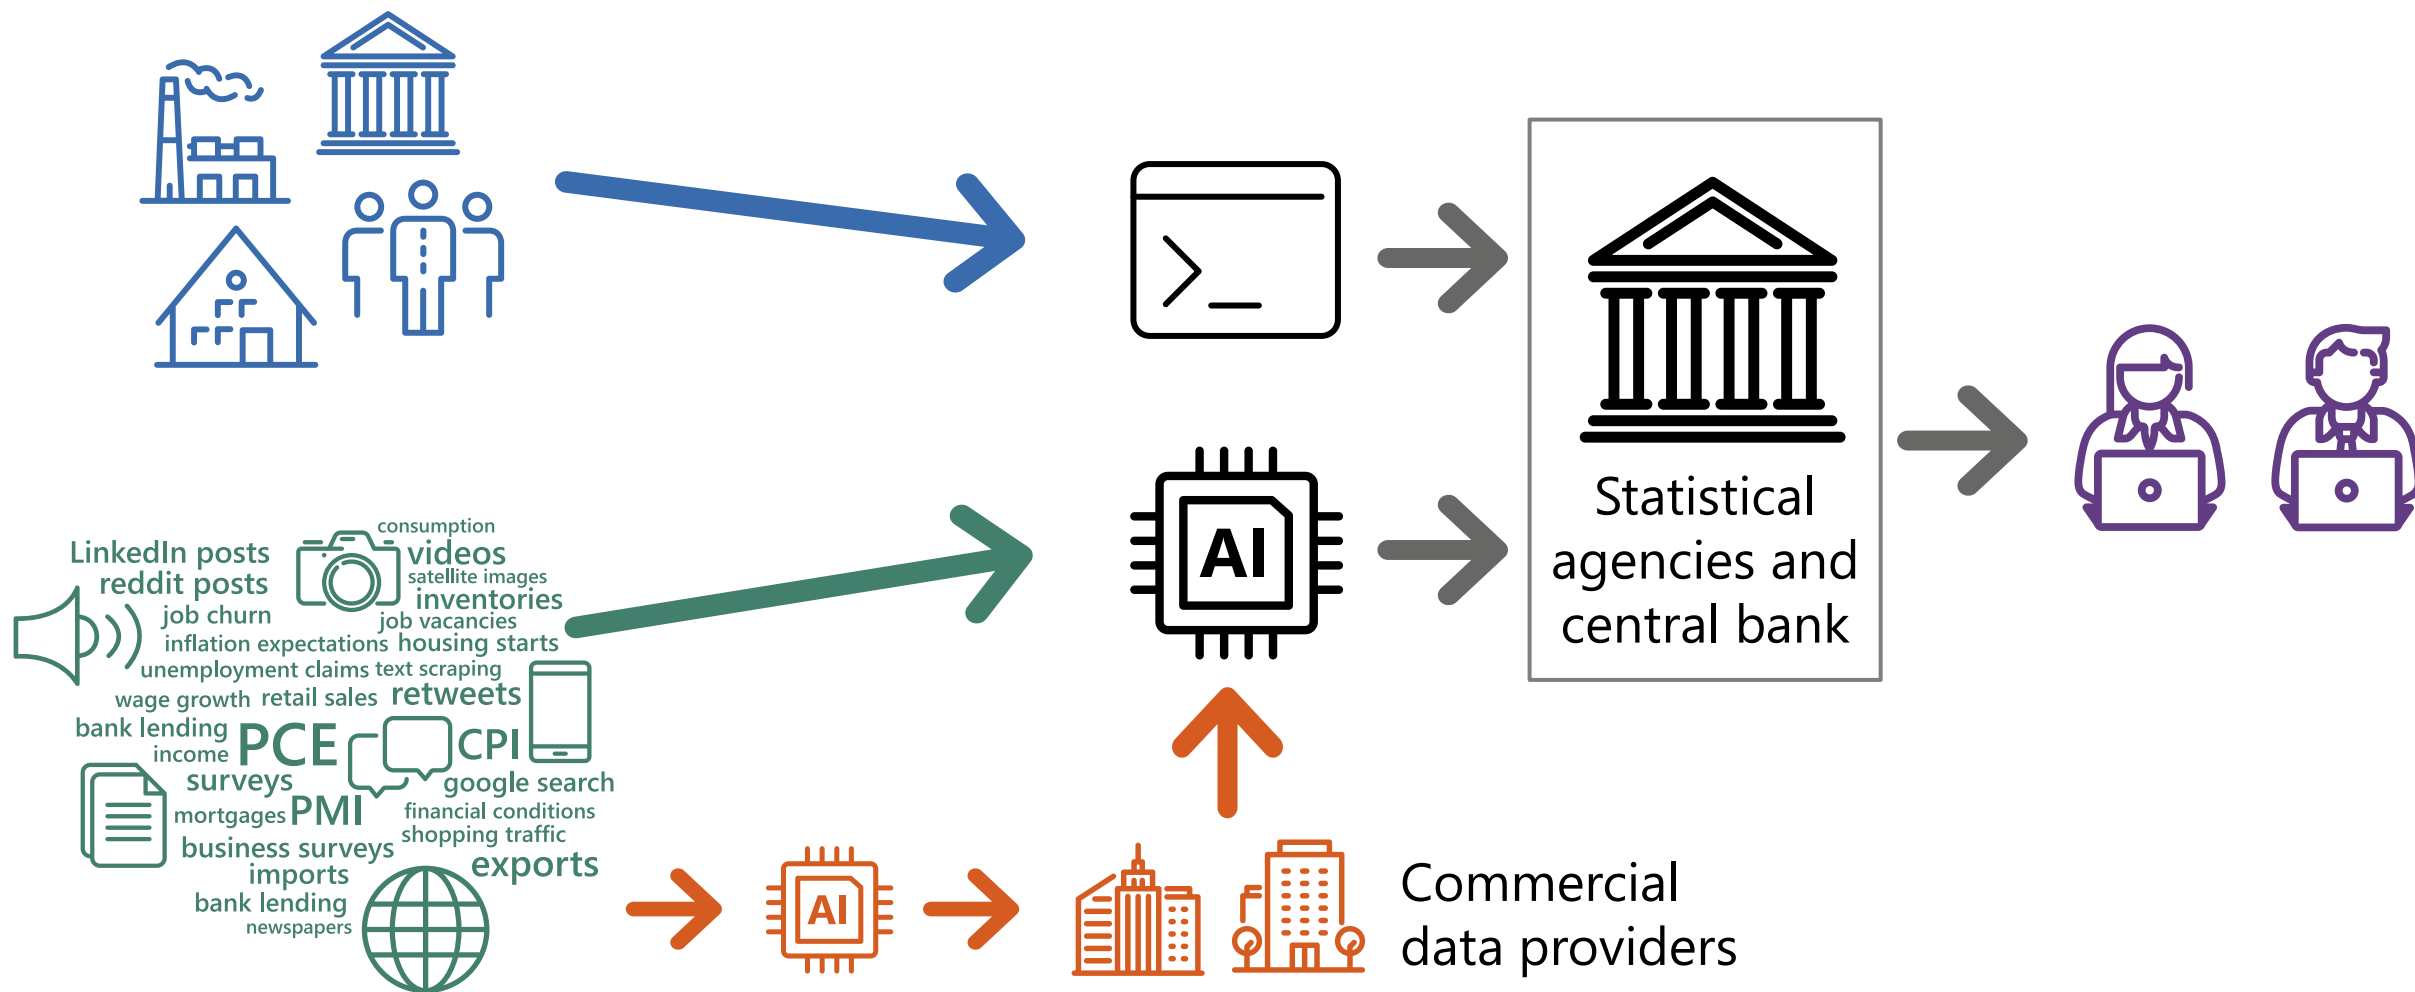 >_
AI
Statistical
agencies and
central bank
consumption
LinkedIn posts
videos
reddit posts
satellite images
inventories
job churn
job vacancies
inflation expectations
housing starts
unemployment claims
text scraping
wage growth
retail sales
retweets
bank lending
PCE
CPI
income
surveys
google search
mortgages
PMI
financial conditions
shopping traffic
business surveys
exports
imports
bank lending
newspapers
AI
Commercial
data providers